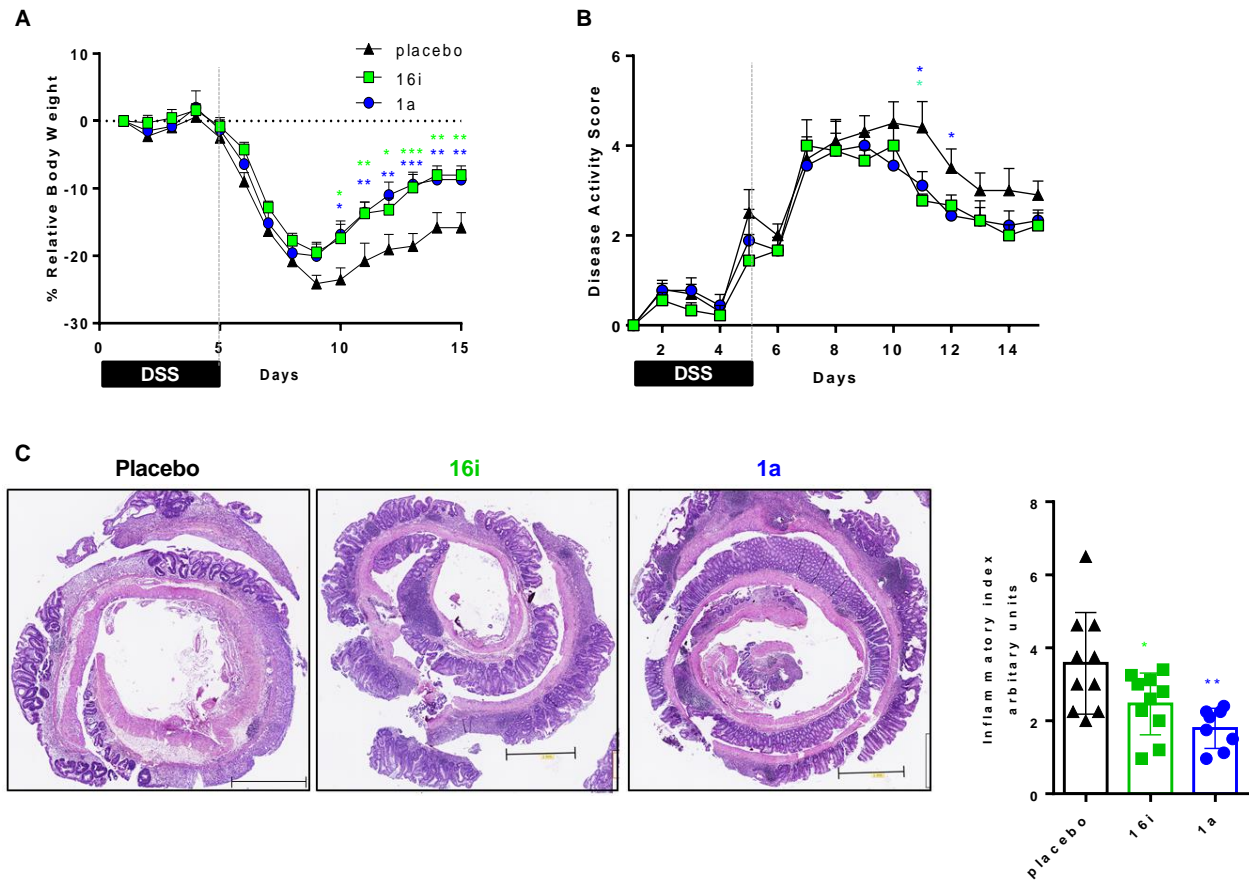 A
% Relative Body Weight
10
0
-10
-20
-30
placebo
16i
1a
* ** * *** ** **
* ** ** *** ** **
0 5 10 15
DSS
Days
B
Disease Activity Score
6
4
2
0
*
*
*
2 4 6 8 10 12 14
DSS
Days
C
Placebo
16i
1a
Inflammatory index
arbitary units
8
6
4
2
0
*
**
placebo
16i
1a